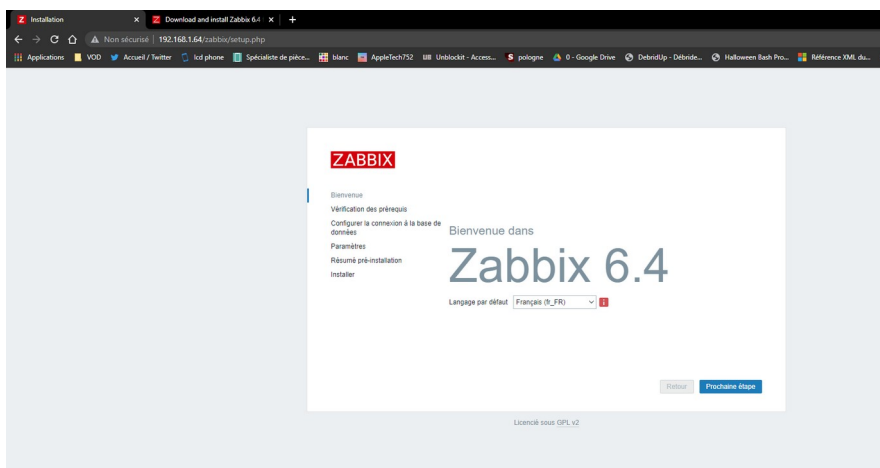 Installation
Download and install Zabbix 6.4
Non sécurisé | 192.168.1.64/zabbix/setup.php
Applications VOD Accueil / Twitter lcd phone Spécialiste de pièce... blanc AppleTech752 Unblockit - Access... pologne 0 - Google Drive DebridUp - Débride... Halloween Bash Pro... Référence XML du...
ZABBIX
Bienvenue
Vérification des prérequis
Configurer la connexion à la base de
données
Paramètres
Résumé pré-installation
Installer
Bienvenue dans
Zabbix 6.4
Langage par défaut Français (fr_FR)
Retour Prochaine étape
Licencié sous GPL v2